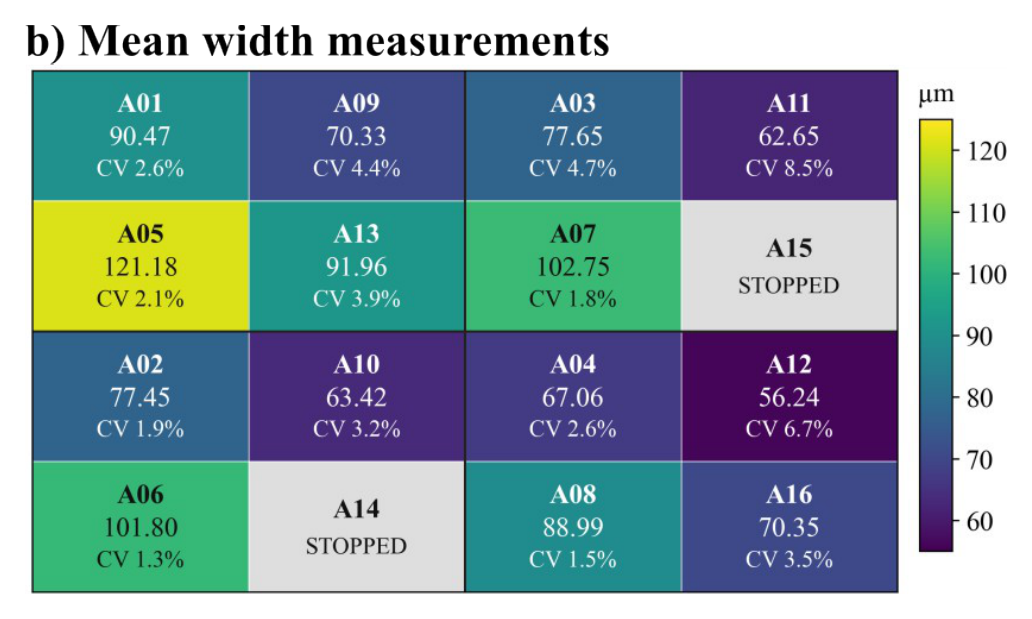 b) Mean width measurements
A01
90.47
CV 2.6%
A09
70.33
CV 4.4%
A03
77.65
CV 4.7%
A11
62.65
CV 8.5%
A05
121.18
CV 2.1%
A13
91.96
CV 3.9%
A07
102.75
CV 1.8%
A15
STOPPED
A02
77.45
CV 1.9%
A10
63.42
CV 3.2%
A04
67.06
CV 2.6%
A12
56.24
CV 6.7%
A06
101.80
CV 1.3%
A14
STOPPED
A08
88.99
CV 1.5%
A16
70.35
CV 3.5%
µm
120
110
100
90
80
70
60